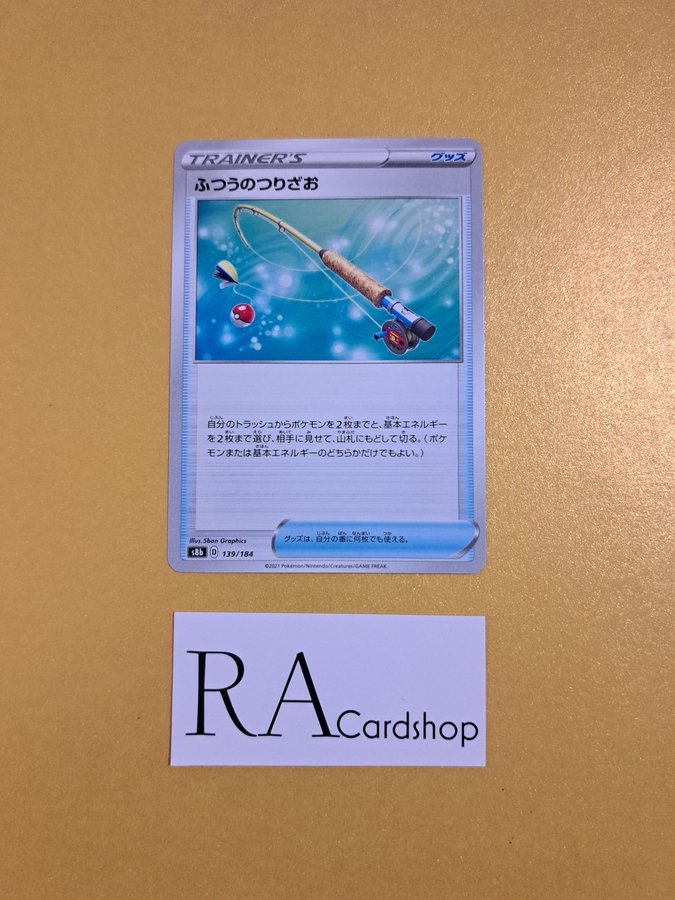 TRAINER'S グッズ
ふつうのつりざお
自分のトラッシュからポケモンを2枚までと、基本エネルギー
を2枚まで選び、相手に見せて、山札にもどして切る。（ポケ
モンまたは基本エネルギーのどちらかだけでもよい。）
Illus. 5ban Graphics
グッズは、自分の番に何枚でも使える。
s8b D 139/184
©2021 Pokémon/Nintendo/Creatures/GAME FREAK.
RA Cardshop